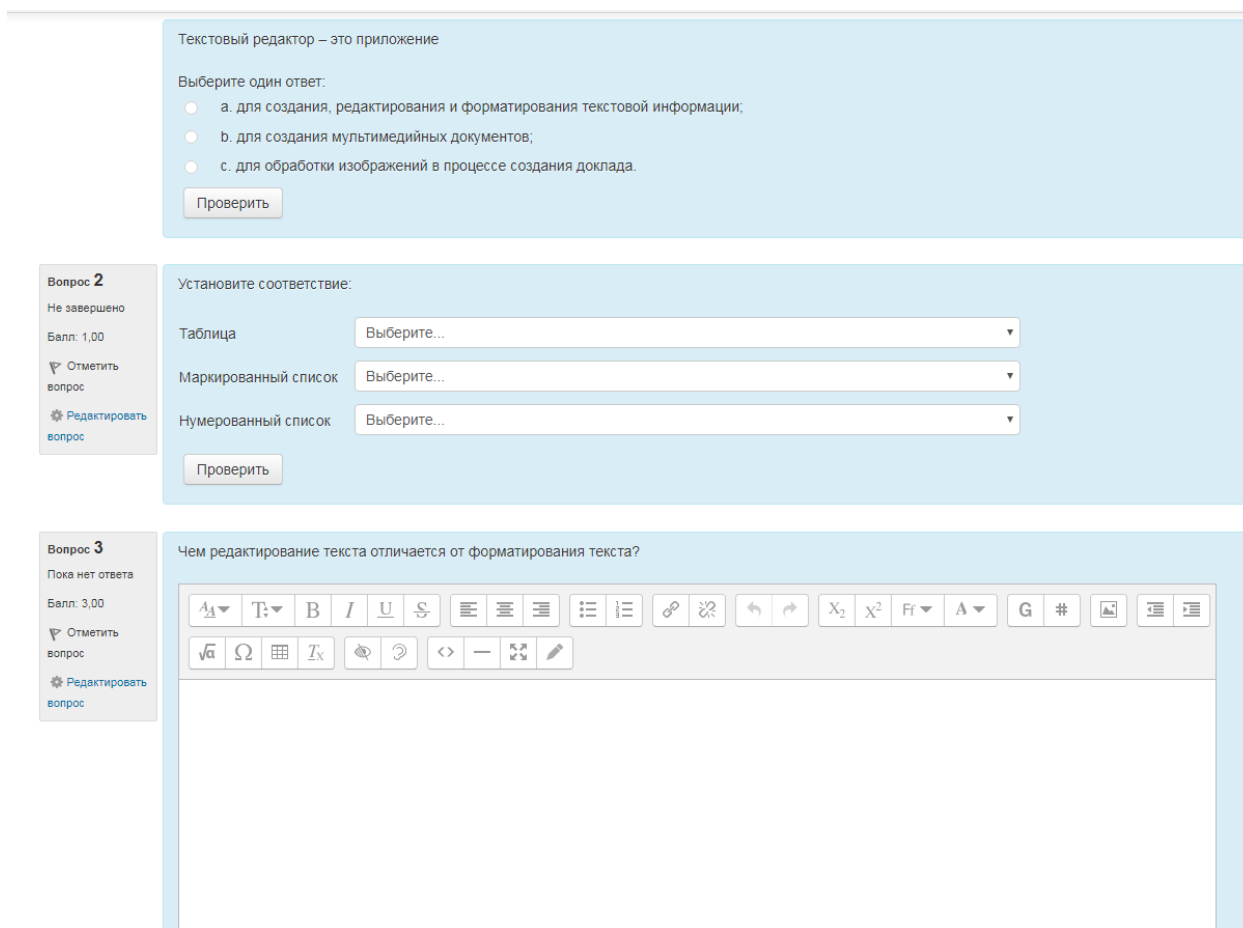 Текстовый редактор – это приложение
Выберите один ответ:
a. для создания, редактирования и форматирования текстовой информации;
b. для создания мультимедийных документов;
c. для обработки изображений в процессе создания доклада.
Проверить
Вопрос 2
Не завершено
Балл: 1,00
Отметить
вопрос
Редактировать
вопрос
Установите соответствие:
Таблица
Выберите...
Маркированный список
Выберите...
Нумерованный список
Выберите...
Проверить
Вопрос 3
Пока нет ответа
Балл: 3,00
Отметить
вопрос
Редактировать
вопрос
Чем редактирование текста отличается от форматирования текста?
AA T B I U S X2 X² Ff A G #
√α Ω Tx <> —